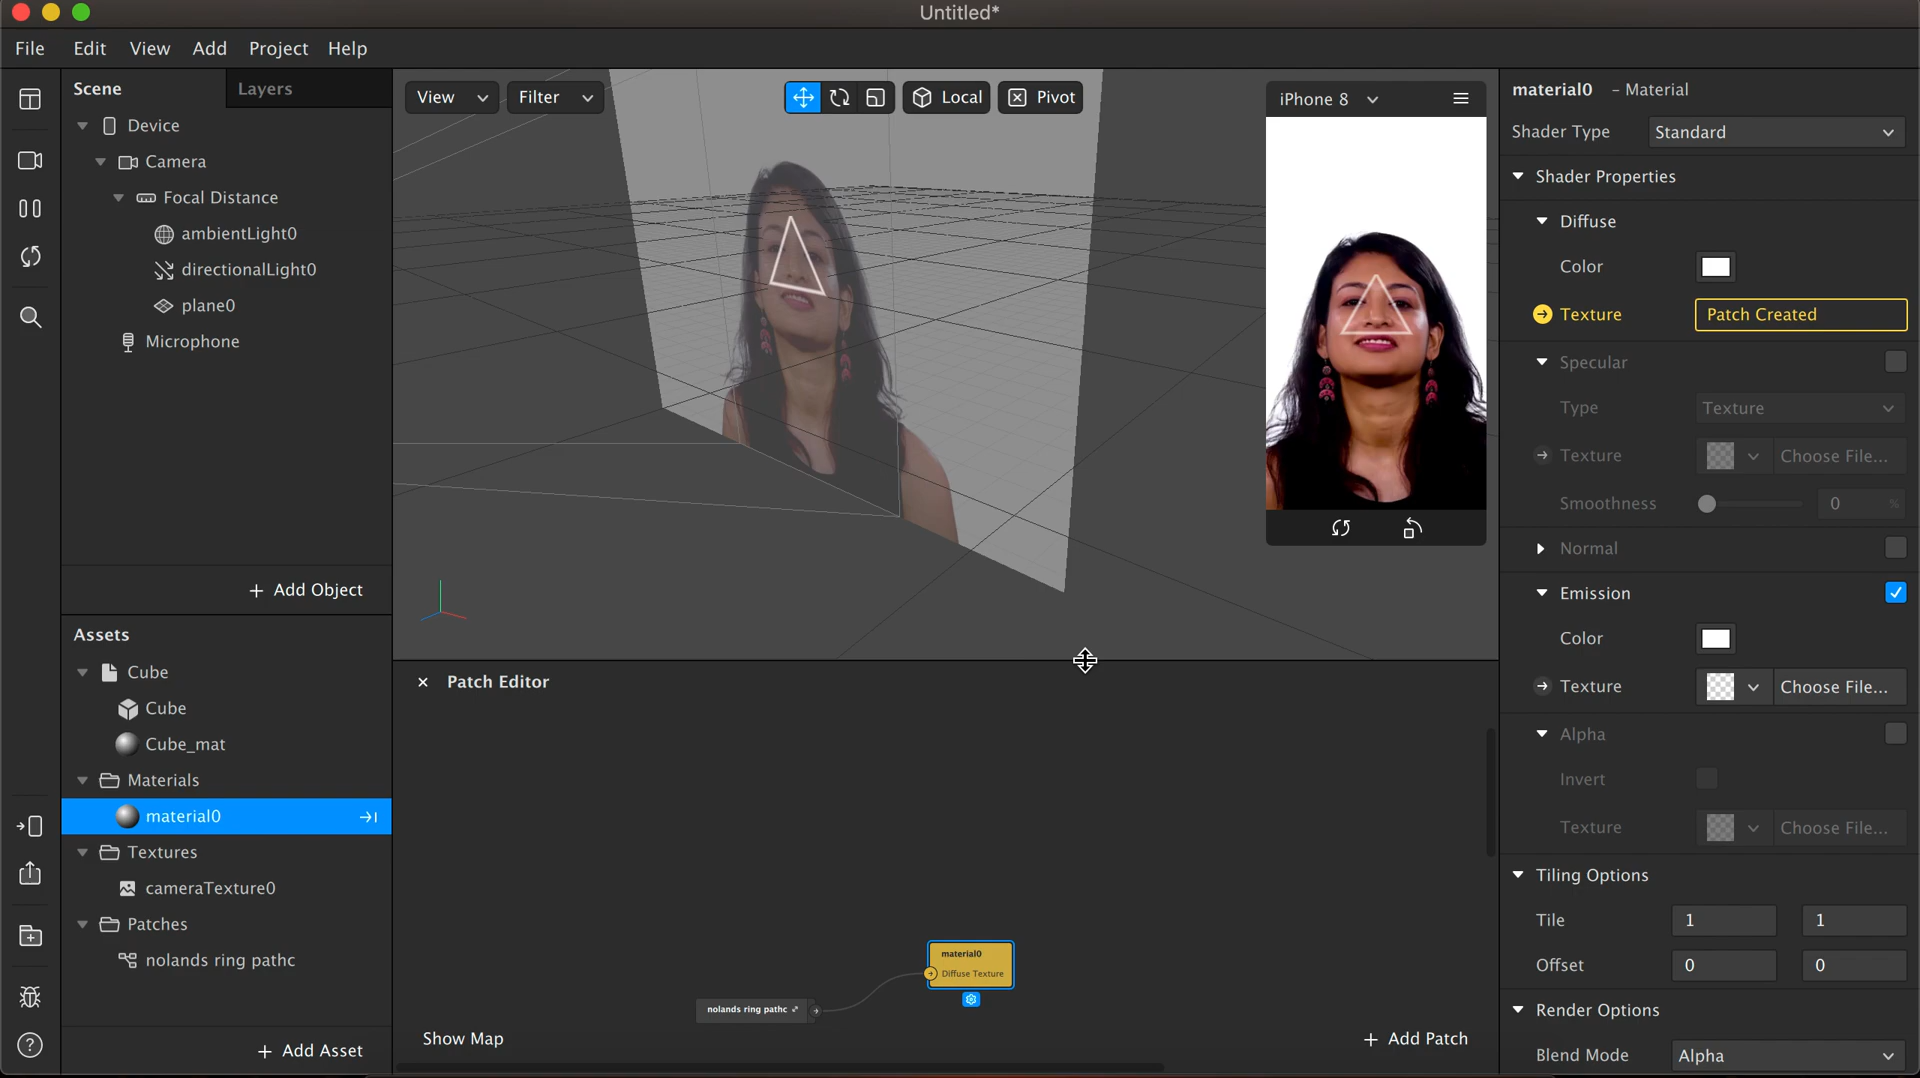 Untitled*
File Edit View Add Project Help
Scene Layers
Device
Camera
Focal Distance
ambientLight0
directionalLight0
plane0
Microphone
+ Add Object
Assets
Cube
Cube
Cube_mat
Materials
material0
Textures
cameraTexture0
Patches
nolands ring pathc
+ Add Asset
View Filter Local Pivot
iPhone 8
Patch Editor
material0
Diffuse Texture
nolands ring pathc
Show Map + Add Patch
material0 – Material
Shader Type Standard
Shader Properties
Diffuse
Color
Texture Patch Created
Specular
Type Texture
Texture Choose File...
Smoothness 0 %
Normal
Emission
Color
Texture Choose File...
Alpha
Invert
Texture Choose File...
Tiling Options
Tile 1 1
Offset 0 0
Render Options
Blend Mode Alpha